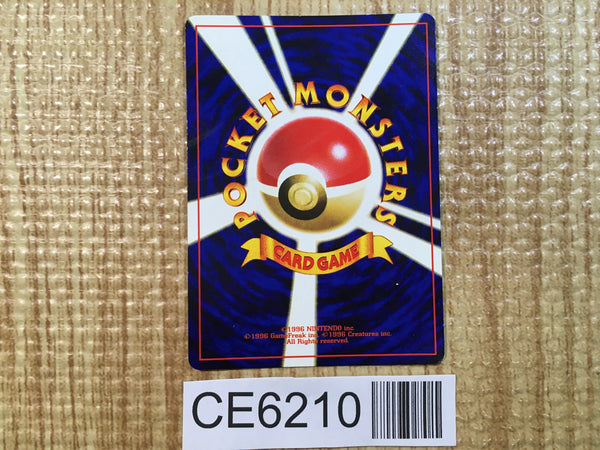 POCKET MONSTERS
CARD GAME
©1996 NINTENDO inc.
©1996 GameFreak inc. ©1996 Creatures inc.
All Rights reserved.
CE6210